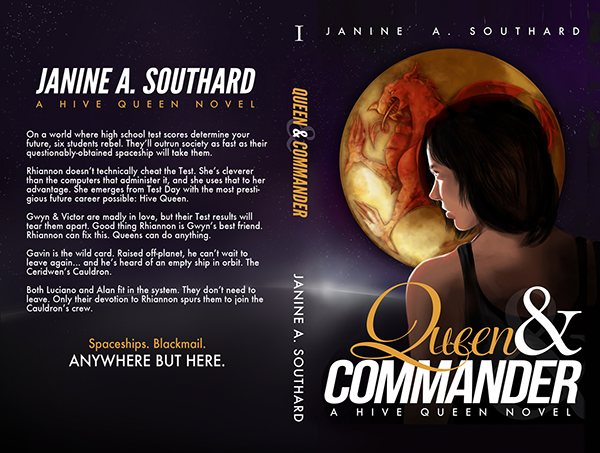 JANINE A. SOUTHARD
A HIVE QUEEN NOVEL
On a world where high school test scores determine your
future, six students rebel. They'll outrun society as fast as their
questionably-obtained spaceship will take them.
Rhiannon doesn't technically cheat the Test. She's cleverer
than the computers that administer it, and she uses that to her
advantage. She emerges from Test Day with the most presti-
gious future career possible: Hive Queen.
Gwyn & Victor are madly in love, but their Test results will
tear them apart. Good thing Rhiannon is Gwyn's best friend.
Rhiannon can fix this. Queens can do anything.
Gavin is the wild card. Raised off-planet, he can't wait to
leave again... and he's heard of an empty ship in orbit. The
Ceridwen's Cauldron.
Both Luciano and Alan fit in the system. They don't need to
leave. Only their devotion to Rhiannon spurs them to join the
Cauldron's crew.
Spaceships. Blackmail.
ANYWHERE BUT HERE.
I
QUEEN & COMMANDER
JANINE A. SOUTHARD
JANINE A. SOUTHARD
Queen &
COMMANDER
A HIVE QUEEN NOVEL